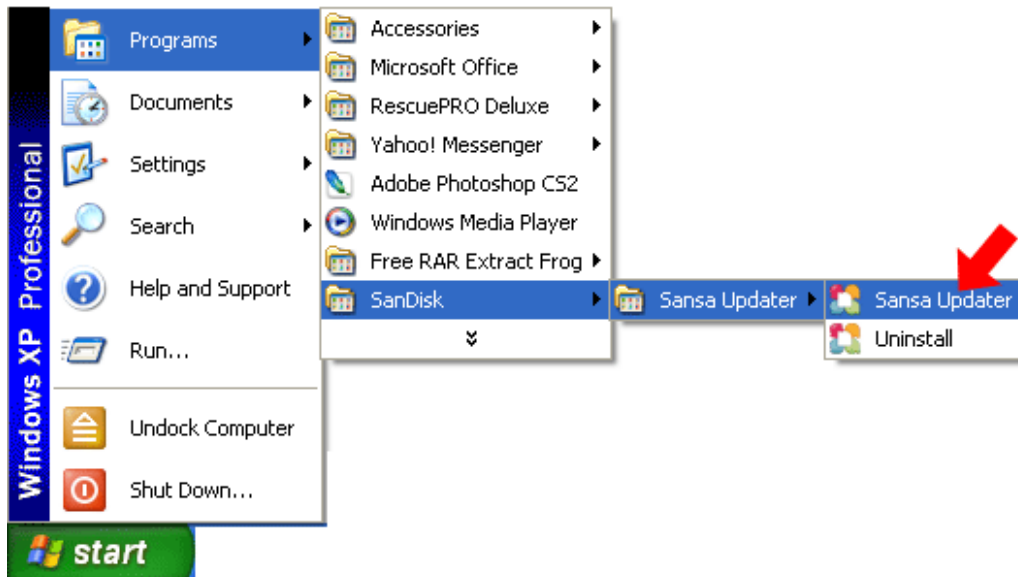 Windows XP Professional
Programs
Documents
Settings
Search
Help and Support
Run...
Undock Computer
Shut Down...
start
Accessories
Microsoft Office
RescuePRO Deluxe
Yahoo! Messenger
Adobe Photoshop CS2
Windows Media Player
Free RAR Extract Frog
SanDisk
Sansa Updater
Sansa Updater
Uninstall